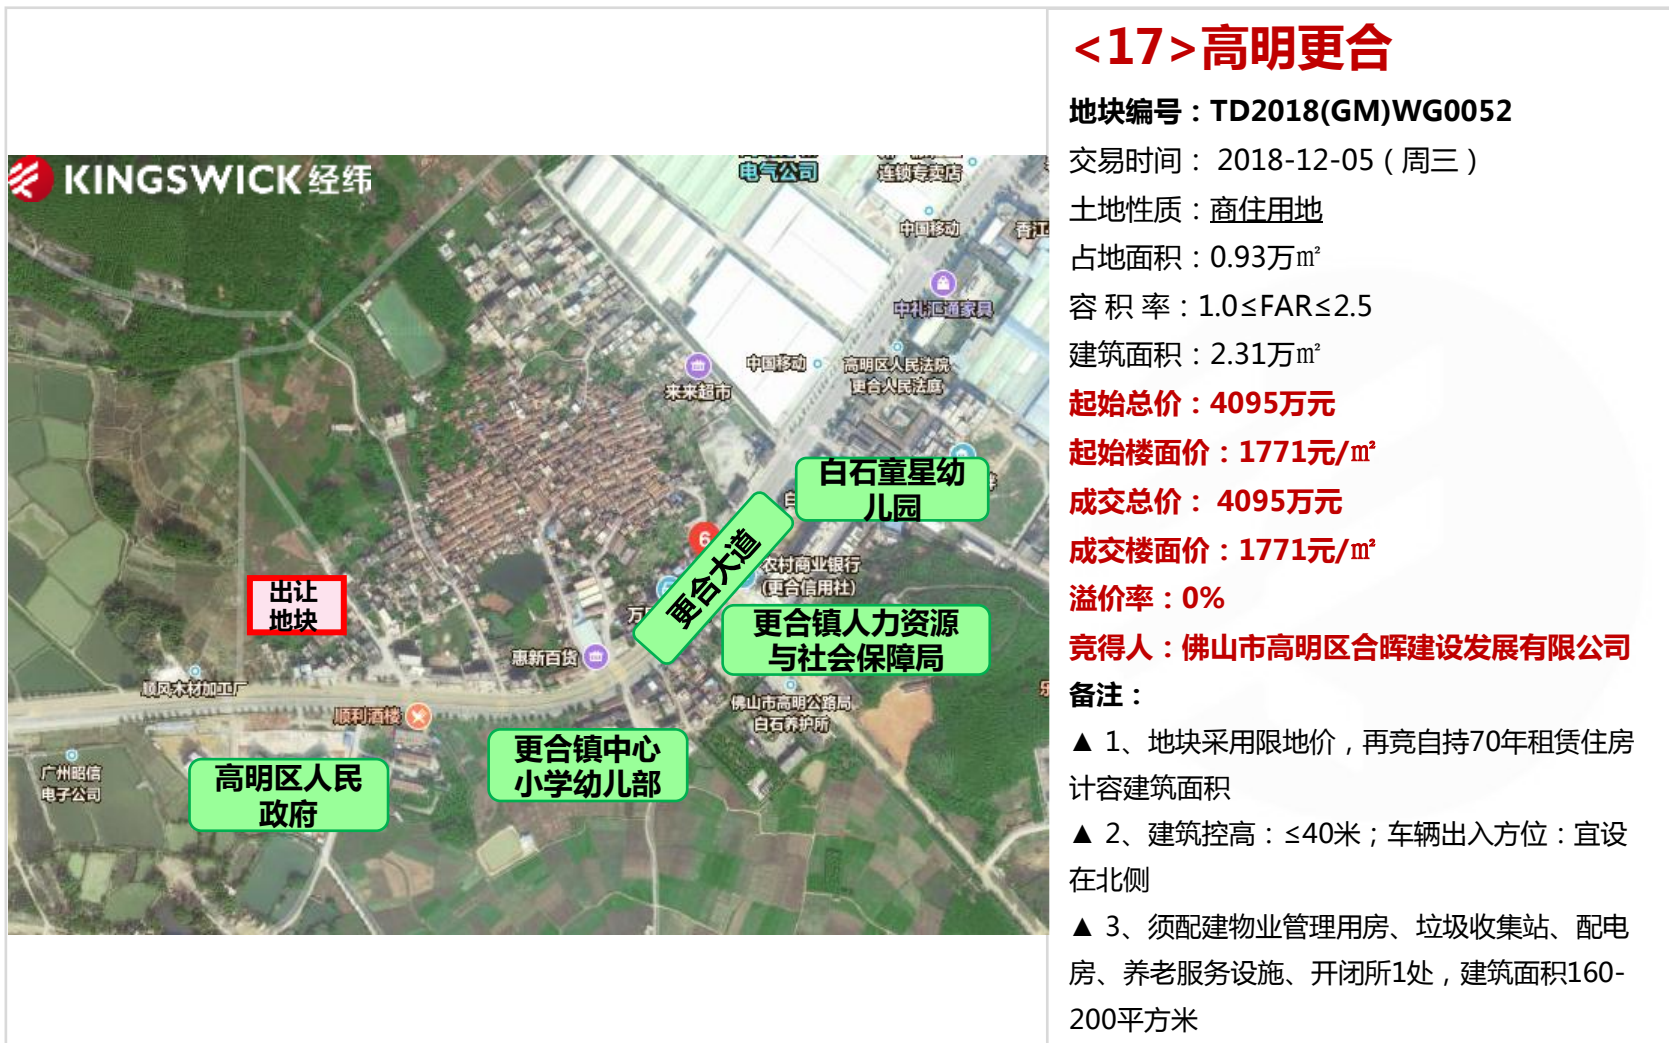 <17>高明更合
地块编号：TD2018(GM)WG0052
交易时间： 2018-12-05（周三）
土地性质：商住用地
占地面积：0.93万㎡
容 积 率：1.0≤FAR≤2.5
建筑面积：2.31万㎡
起始总价：4095万元
起始楼面价：1771元/㎡
成交总价： 4095万元
成交楼面价：1771元/㎡
溢价率：0%
竞得人：佛山市高明区合晖建设发展有限公司
备注：
▲ 1、地块采用限地价，再竞自持70年租赁住房
计容建筑面积
▲ 2、建筑控高：≤40米；车辆出入方位：宜设
在北侧
▲ 3、须配建物业管理用房、垃圾收集站、配电
房、养老服务设施、开闭所1处，建筑面积160-
200平方米
KINGSWICK 经纬
电气公司
连锁专卖店
中国移动
香江
中礼汇通家具
中国移动
高明区人民法院
更合人民法庭
来来超市
白石童星幼
儿园
6
更合大道
农村商业银行
(更合信用社)
出让
地块
更合镇人力资源
与社会保障局
惠新百货
顺风木材加工厂
佛山市高明公路局
白石养护所
顺利酒楼
更合镇中心
小学幼儿部
广州昭信
电子公司
高明区人民
政府